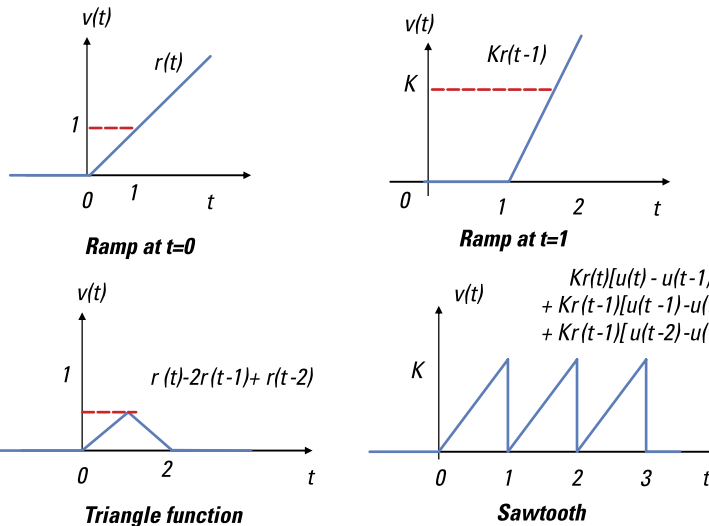 v(t)
r(t)
1
0
1
t
Ramp at t=0
v(t)
Kr(t-1)
K
0
1
2
t
Ramp at t=1
v(t)
1
r(t)-2r(t-1)+ r(t-2)
0
2
t
Triangle function
Kr(t)[u(t) - u(t-1)
+ Kr(t-1)[u(t -1)-u(
+ Kr(t-1)[ u(t-2)-u(
v(t)
K
0
1
2
3
t
Sawtooth